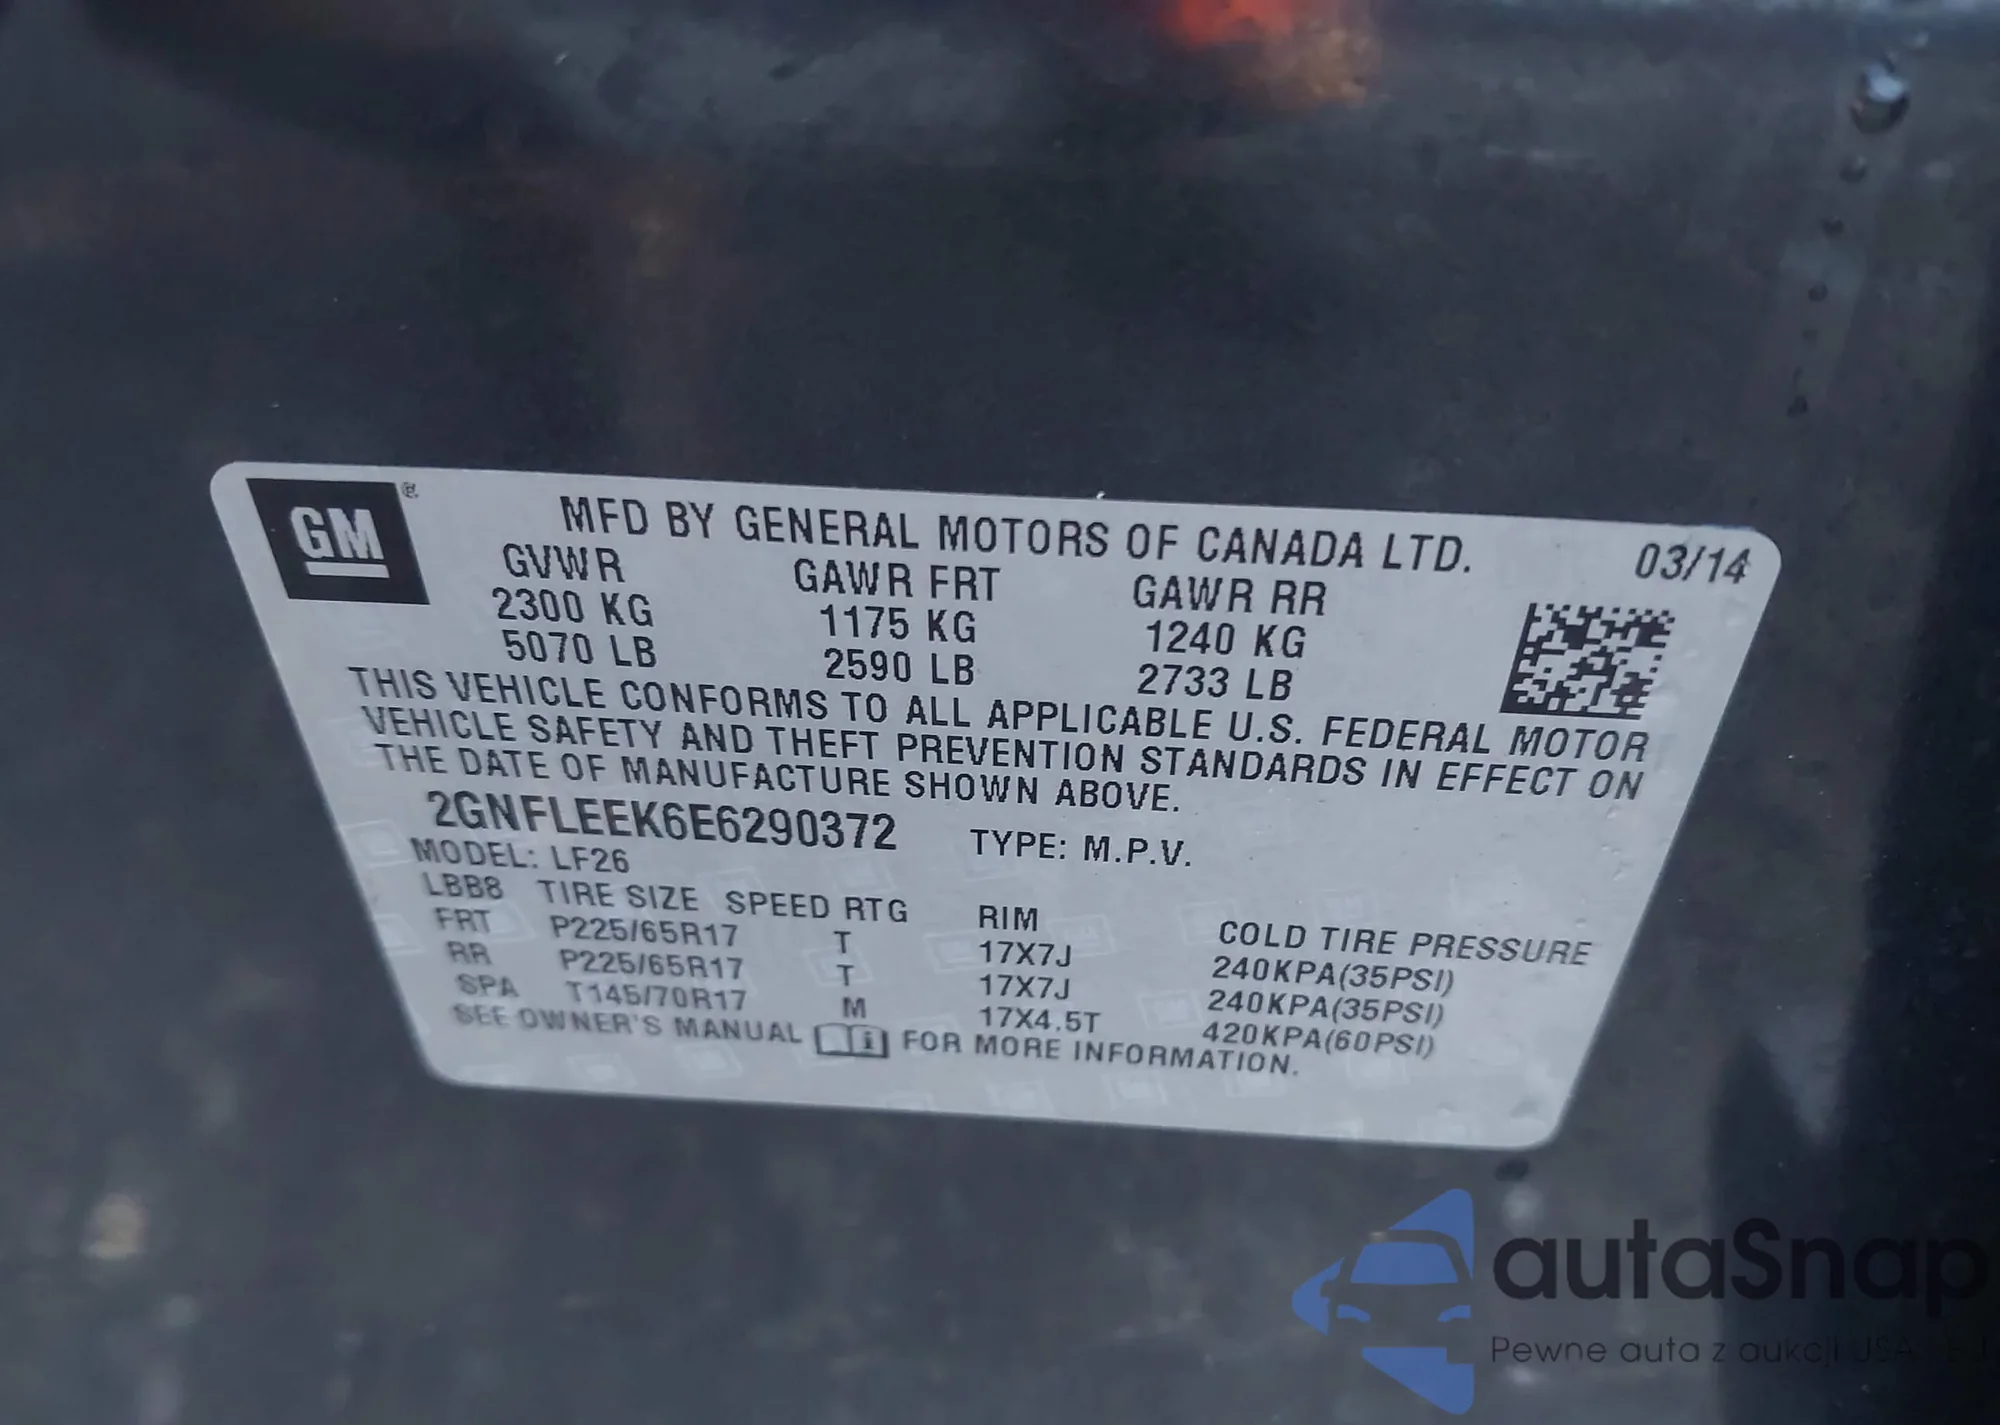 GM ®
MFD BY GENERAL MOTORS OF CANADA LTD. 03/14
GVWR GAWR FRT GAWR RR
2300 KG 1175 KG 1240 KG
5070 LB 2590 LB 2733 LB
THIS VEHICLE CONFORMS TO ALL APPLICABLE U.S. FEDERAL MOTOR
VEHICLE SAFETY AND THEFT PREVENTION STANDARDS IN EFFECT ON
THE DATE OF MANUFACTURE SHOWN ABOVE.
2GNFLEEK6E6290372 TYPE: M.P.V.
MODEL: LF26
LBB8 TIRE SIZE SPEED RTG RIM COLD TIRE PRESSURE
FRT P225/65R17 T 17X7J 240KPA(35PSI)
RR P225/65R17 T 17X7J 240KPA(35PSI)
SPA T145/70R17 M 17X4.5T 420KPA(60PSI)
SEE OWNER'S MANUAL FOR MORE INFORMATION.
autaSnap
Pewne auta z aukcji USA